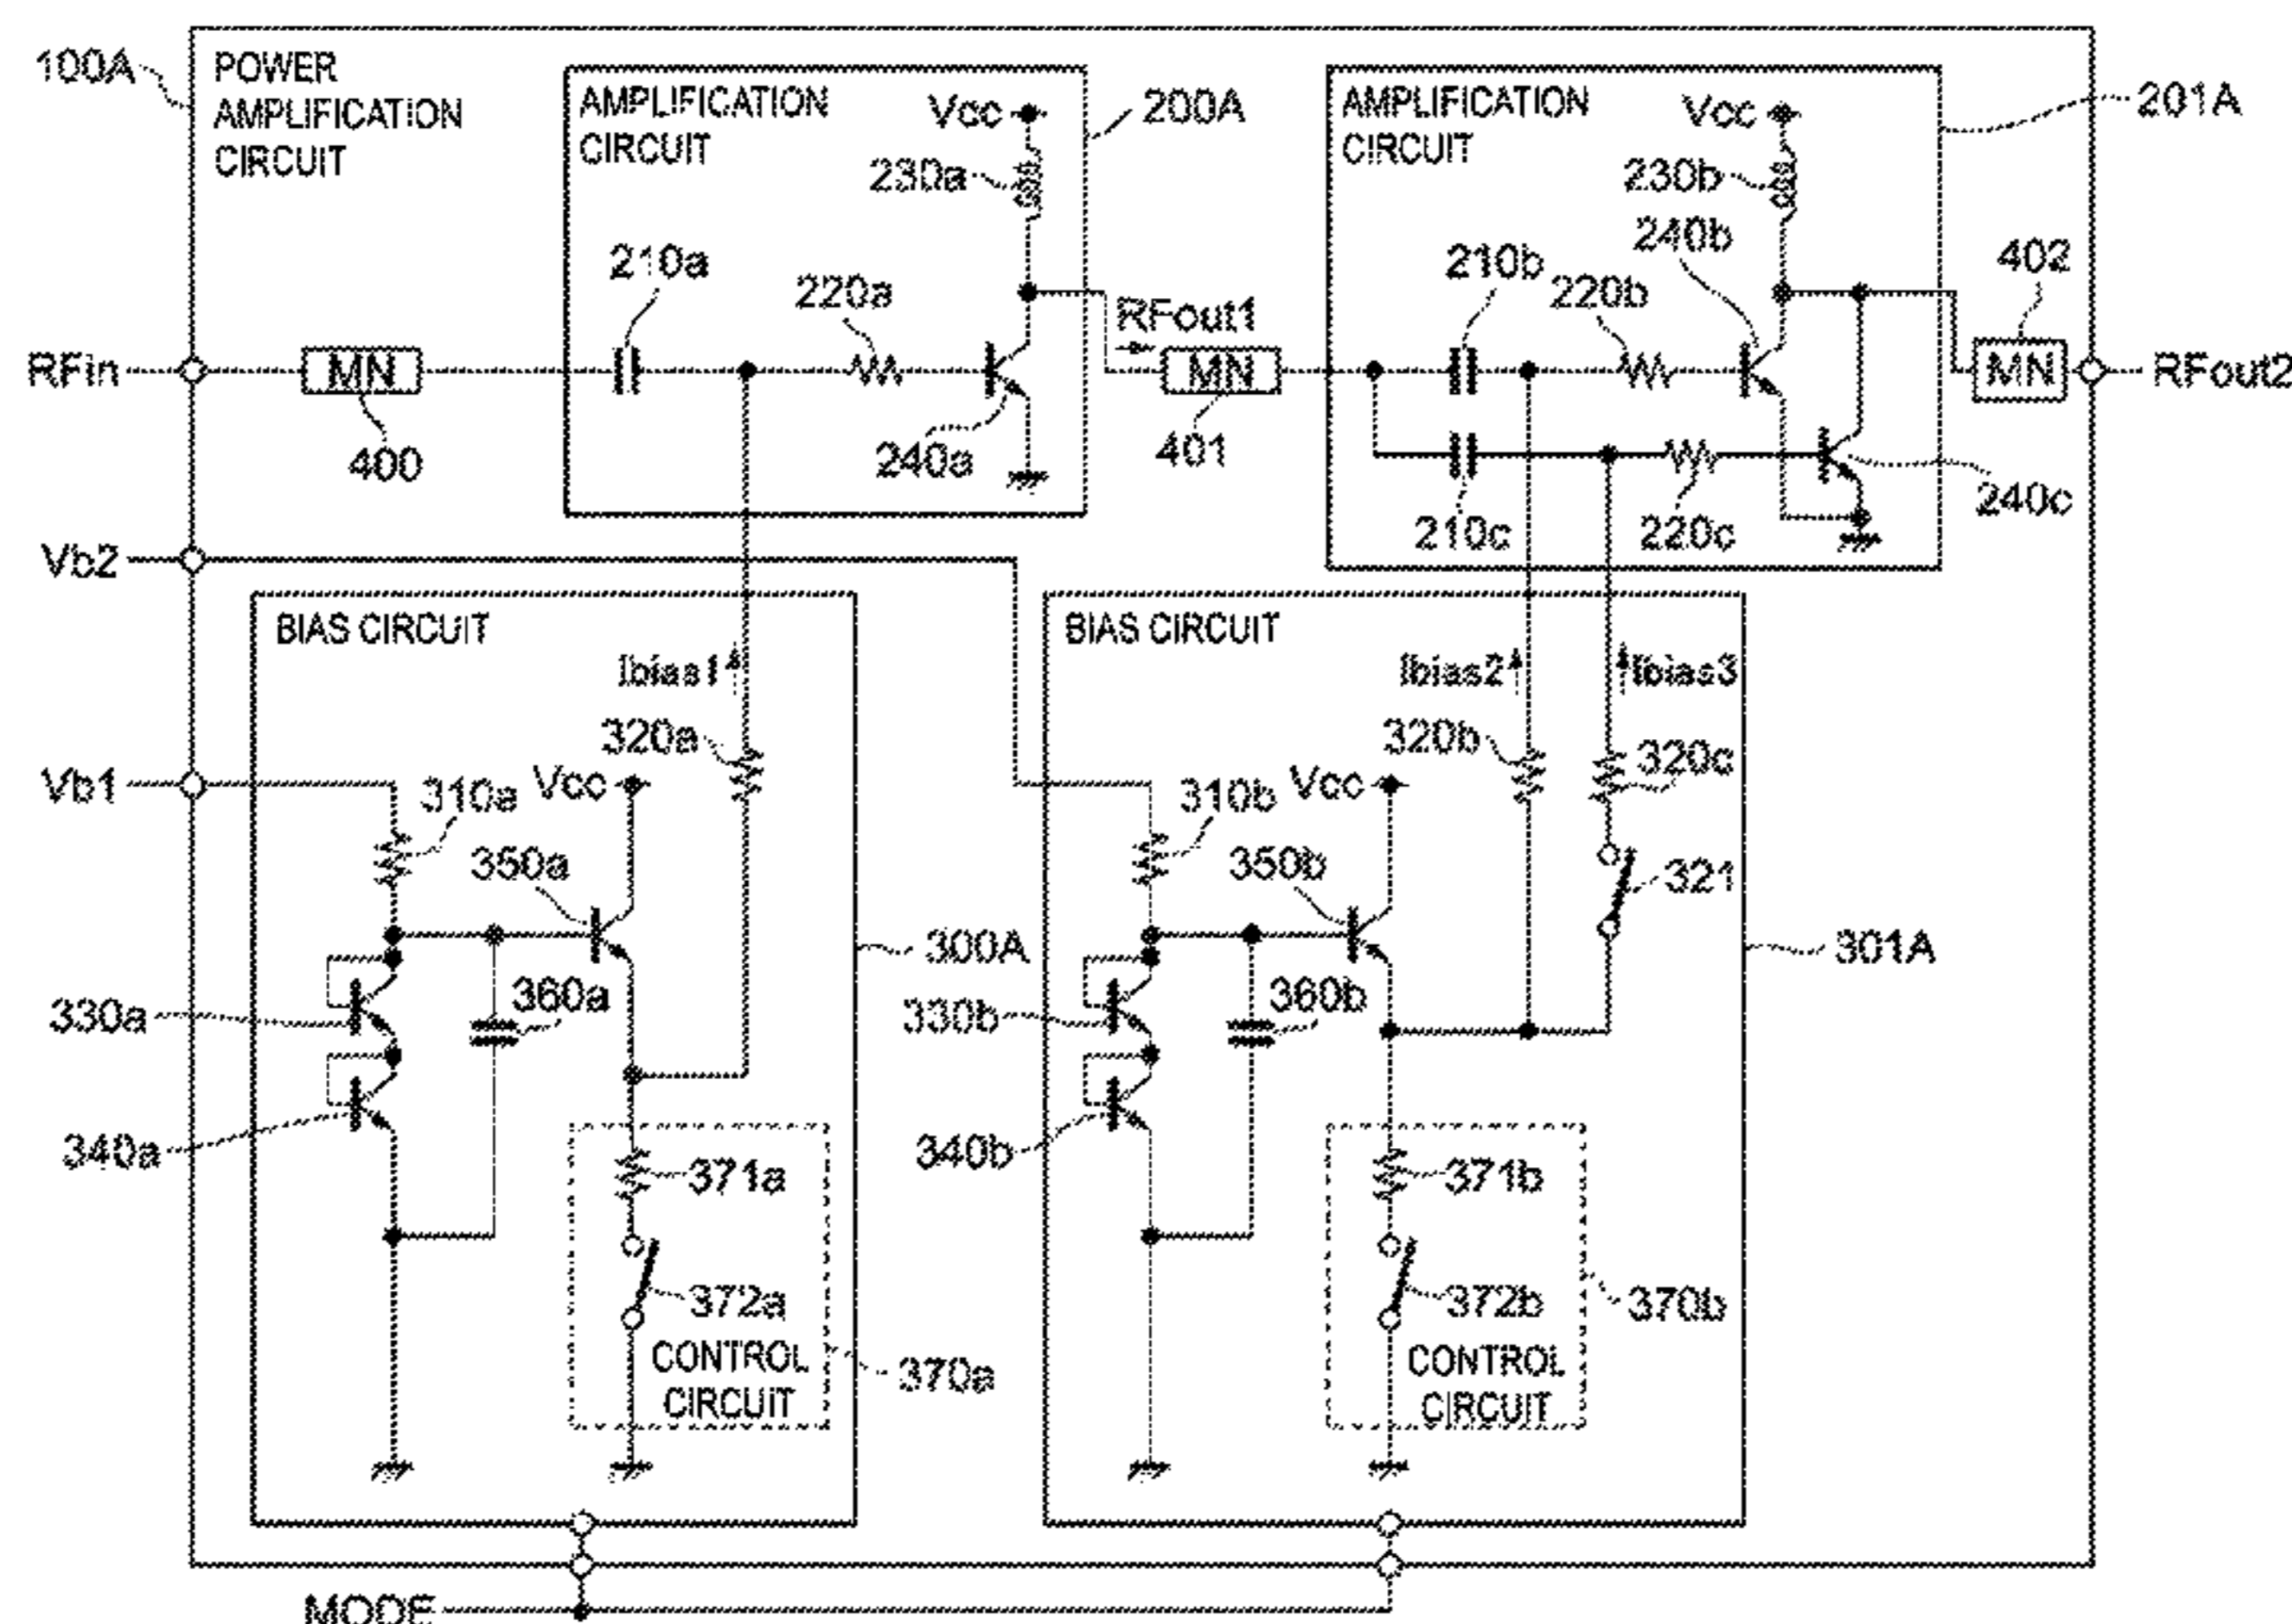 100A
POWER
AMPLIFICATION
CIRCUIT
AMPLIFICATION
CIRCUIT
Vcc
200A
230a
210a
220a
240a
RFin
MN
400
RFout1
MN
401
AMPLIFICATION
CIRCUIT
Vcc
201A
230b
240b
210b
220b
402
MN
RFout2
210c
220c
240c
Vb2
BIAS CIRCUIT
Ibias1
320a
Vb1
310a
Vcc
350a
300A
330a
360a
340a
371a
372a
CONTROL
CIRCUIT
370a
BIAS CIRCUIT
Ibias2
Ibias3
320b
320c
310b
Vcc
350b
321
301A
330b
360b
340b
371b
372b
370b
CONTROL
CIRCUIT
MODE